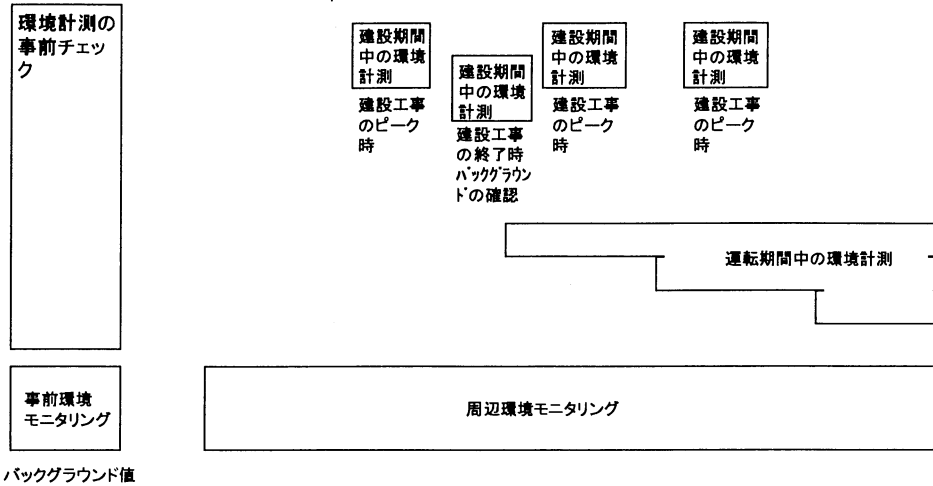 環境計測の
事前チェッ
ク
建設期間
中の環境
計測
建設工事
のピーク
時
建設期間
中の環境
計測
建設工事
の終了時
バックグラウン
ドの確認
建設期間
中の環境
計測
建設工事
のピーク
時
建設期間
中の環境
計測
建設工事
のピーク
時
運転期間中の環境計測
事前環境
モニタリング
周辺環境モニタリング
バックグラウンド値